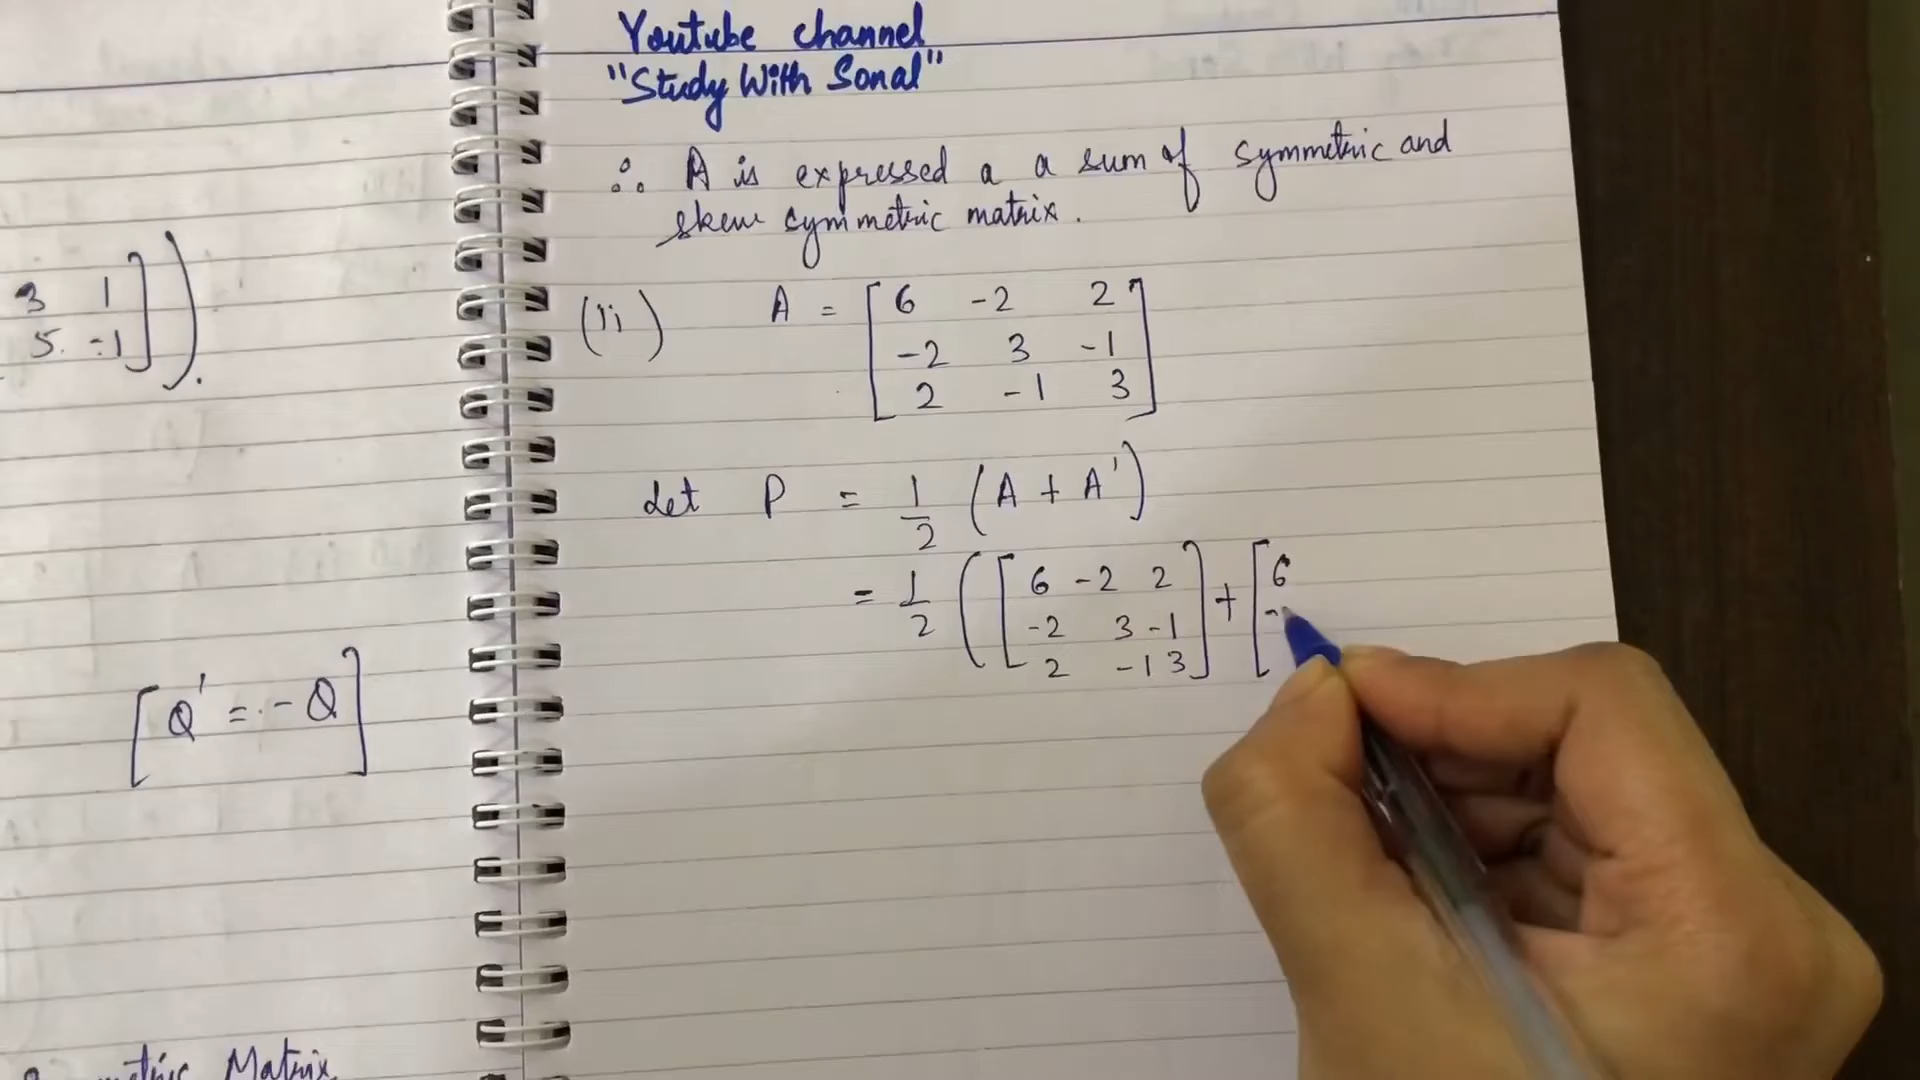 3 1
5. -1
[Q' = - Q]
Matrix
Youtube channel
"Study With Sonal"
∴ A is expressed a a sum of symmetric and
skew symmetric matrix.
(ii) A = [6 -2 2
-2 3 -1
2 -1 3]
Let P = 1/2 (A + A')
= 1/2 ([6 -2 2
-2 3 -1
2 -1 3] + [6